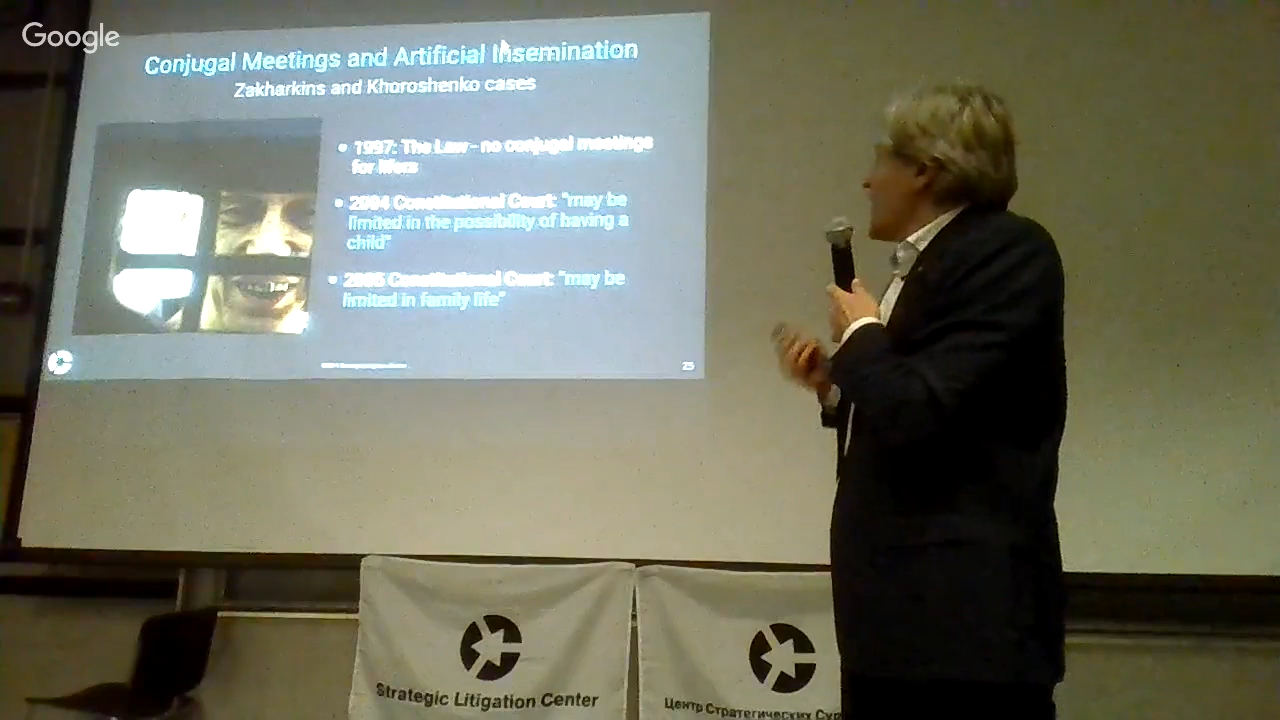 Google
Conjugal Meetings and Artificial Insemination
Zakharkins and Khoroshenko cases
• 1997: The Law - no conjugal meetings
for lifers
• 2004 Constitutional Court: "may be
limited in the possibility of having a
child"
• 2005 Constitutional Court: "may be
limited in family life"
25
Strategic Litigation Center
Центр Стратегических Суд